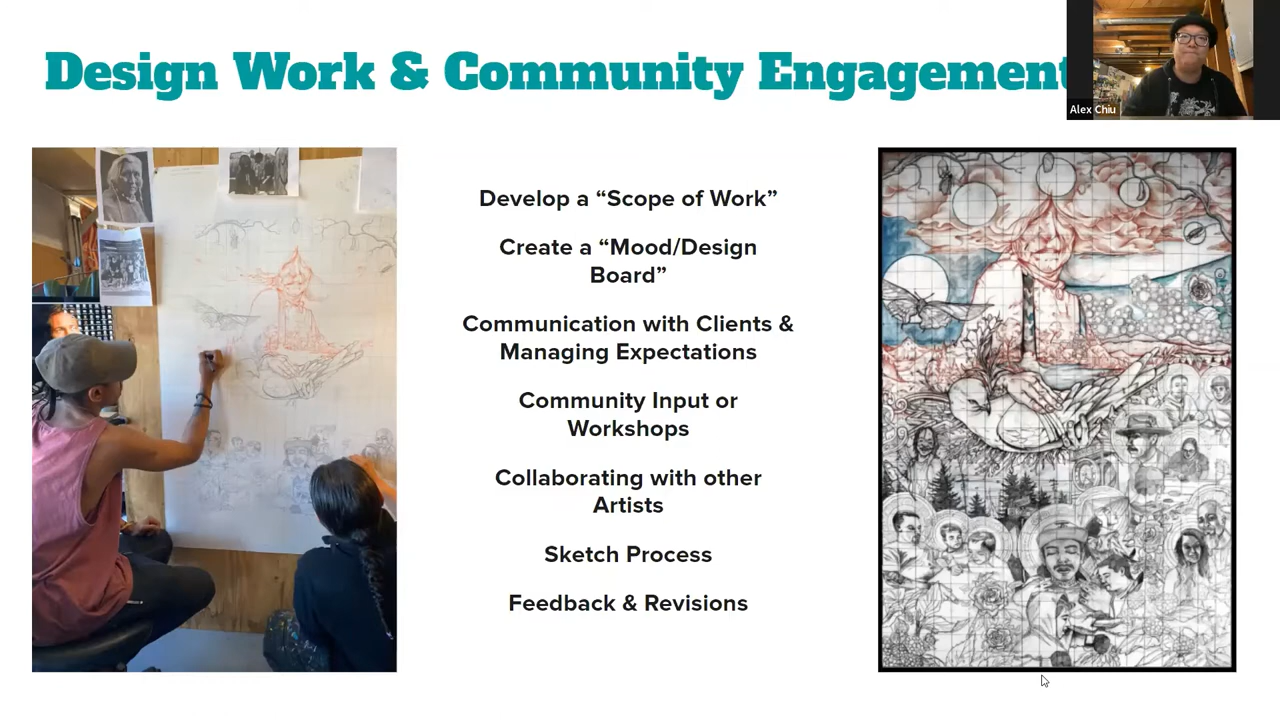 Design Work & Community Engagement
Alex Chiu
Develop a “Scope of Work”
Create a “Mood/Design
Board”
Communication with Clients &
Managing Expectations
Community Input or
Workshops
Collaborating with other
Artists
Sketch Process
Feedback & Revisions